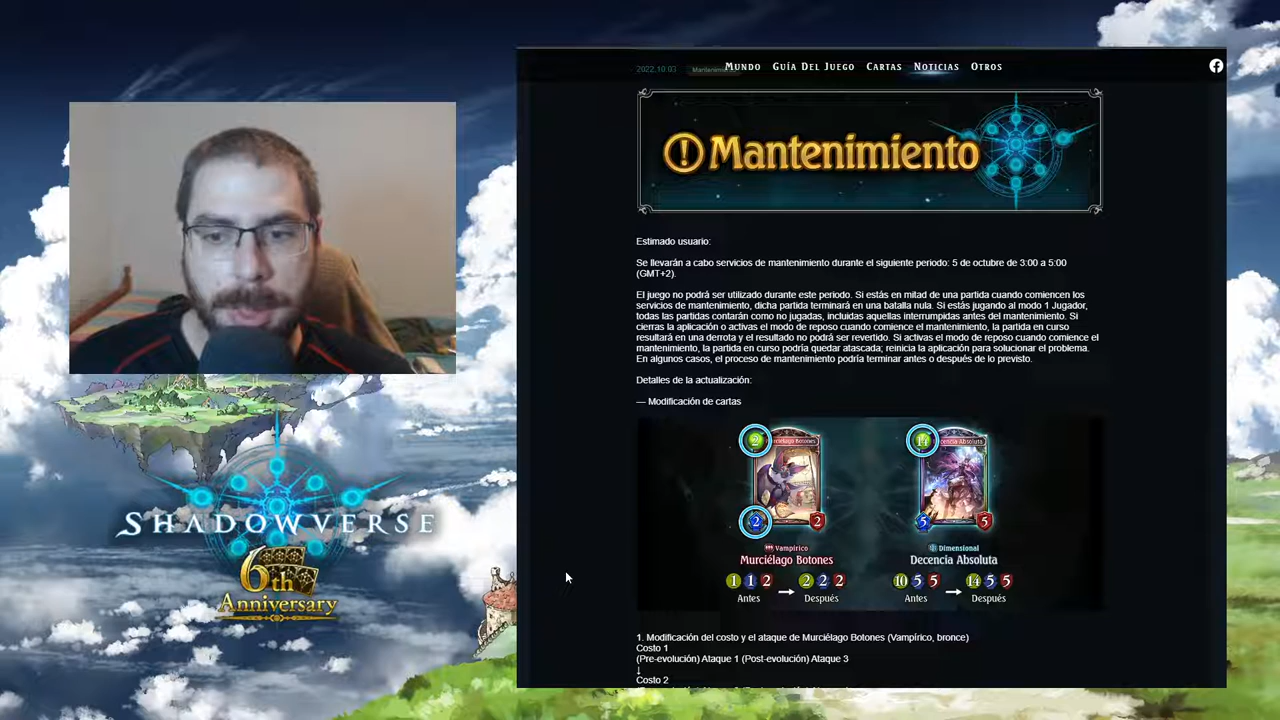 2022.10.03
MUNDO GUÍA DEL JUEGO CARTAS NOTICIAS OTROS
Mantenimiento
Estimado usuario:
Se llevarán a cabo servicios de mantenimiento durante el siguiente periodo: 5 de octubre de 3:00 a 5:00
(GMT+2).
El juego no podrá ser utilizado durante este periodo. Si estás en mitad de una partida cuando comiencen los
servicios de mantenimiento, dicha partida terminará en una batalla nula. Si estás jugando al modo 1 Jugador,
todas las partidas contarán como no jugadas, incluidas aquellas interrumpidas antes del mantenimiento. Si
cierras la aplicación o activas el modo de reposo cuando comience el mantenimiento, la partida en curso
resultará en una derrota y el resultado no podrá ser revertido. Si activas el modo de reposo cuando comience el
mantenimiento, la partida en curso podría quedar atascada; reinicia la aplicación para solucionar el problema.
En algunos casos, el proceso de mantenimiento podría terminar antes o después de lo previsto.
Detalles de la actualización:
— Modificación de cartas
2 Murciélago Botones
2 2
14 Decencia Absoluta
5 5
Vampírico
Murciélago Botones
1 1 2 → 2 2 2
Antes Después
Dimensional
Decencia Absoluta
10 5 5 → 14 5 5
Antes Después
1. Modificación del costo y el ataque de Murciélago Botones (Vampírico, bronce)
Costo 1
(Pre-evolución) Ataque 1 (Post-evolución) Ataque 3
↓
Costo 2
SHADOWVERSE
6th
Anniversary